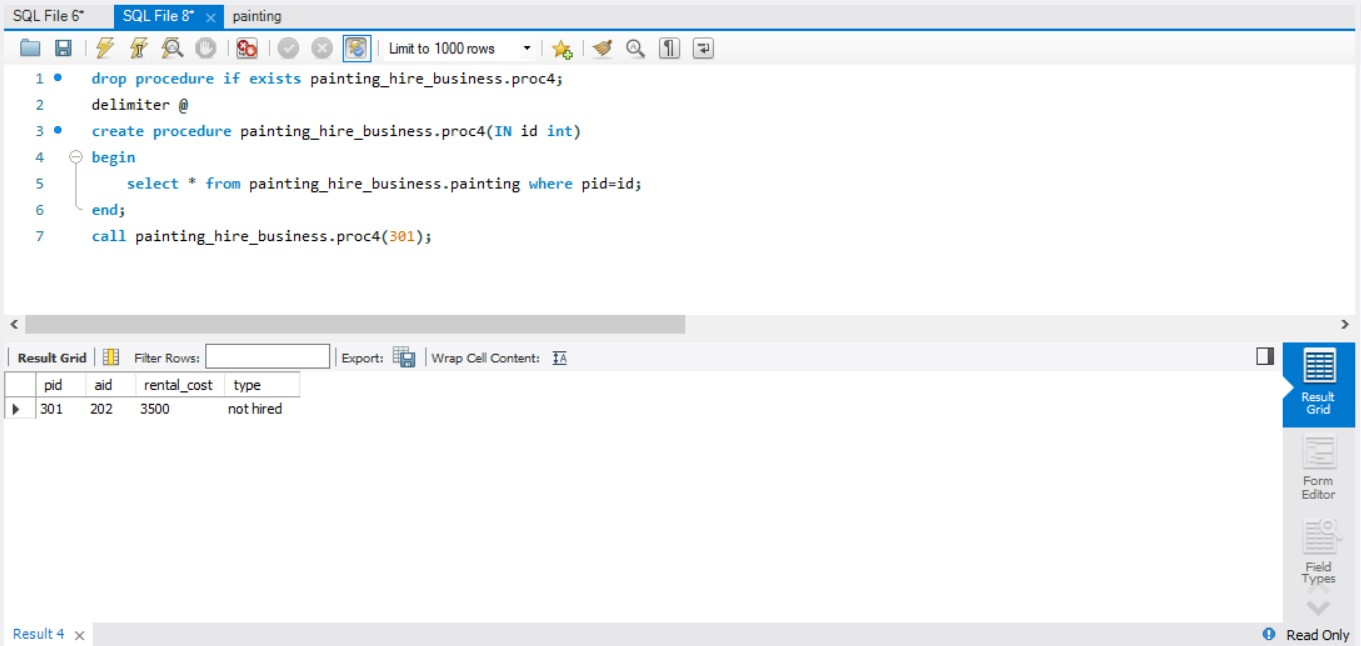 SQL File 6* SQL File 8* painting
Limit to 1000 rows
1 drop procedure if exists painting_hire_business.proc4;
2 delimiter @
3 create procedure painting_hire_business.proc4(IN id int)
4 begin
5 select * from painting_hire_business.painting where pid=id;
6 end;
7 call painting_hire_business.proc4(301);
Result Grid Filter Rows: Export: Wrap Cell Content:
pid aid rental_cost type
301 202 3500 not hired
Result
Grid
Form
Editor
Field
Types
Result 4 Read Only